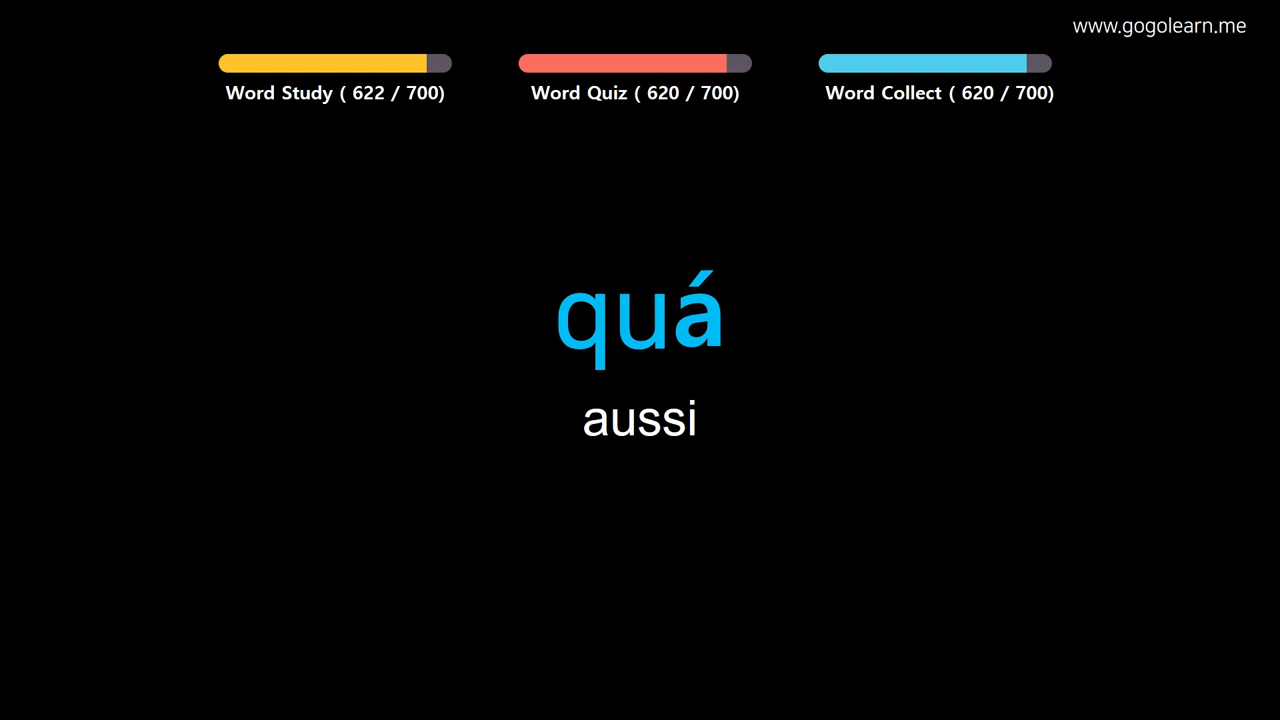 www.gogolearn.me
Word Study ( 622 / 700)
Word Quiz ( 620 / 700)
Word Collect ( 620 / 700)
quá
aussi